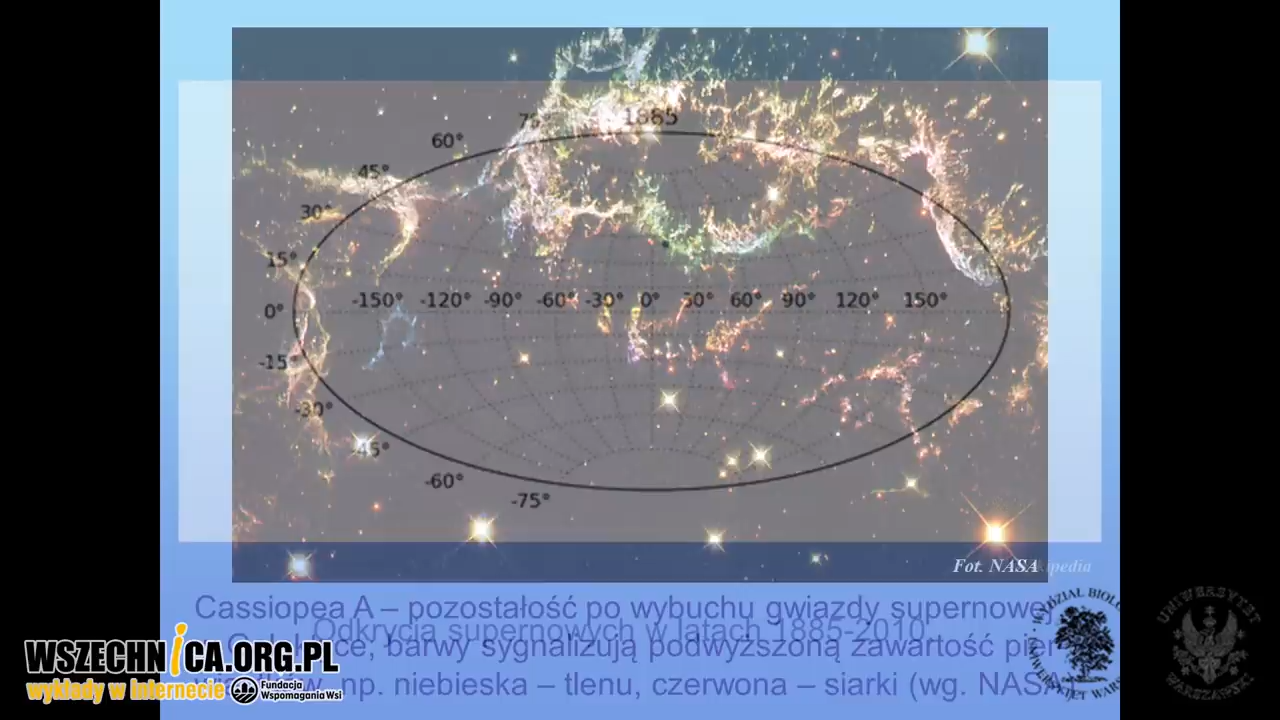 1885
75°
60°
45°
30°
15°
-150° -120° -90° -60° -30° 0° 30° 60° 90° 120° 150°
0°
-15°
-30°
-45°
-60°
-75°
Fot. NASA
Cassiopea A – pozostałość po wybuchu gwiazdy supernowej
Odkrycia supernowych w latach 1885-2010.
barwy sygnalizują podwyższoną zawartość
np. niebieska – tlenu, czerwona – siarki (wg. NASA)
WSZECHNiCA.ORG.PL
wykłady w Internecie
Fundacja
Wspomagania Wsi
UNIWERSYTET
WARSZAWSKI